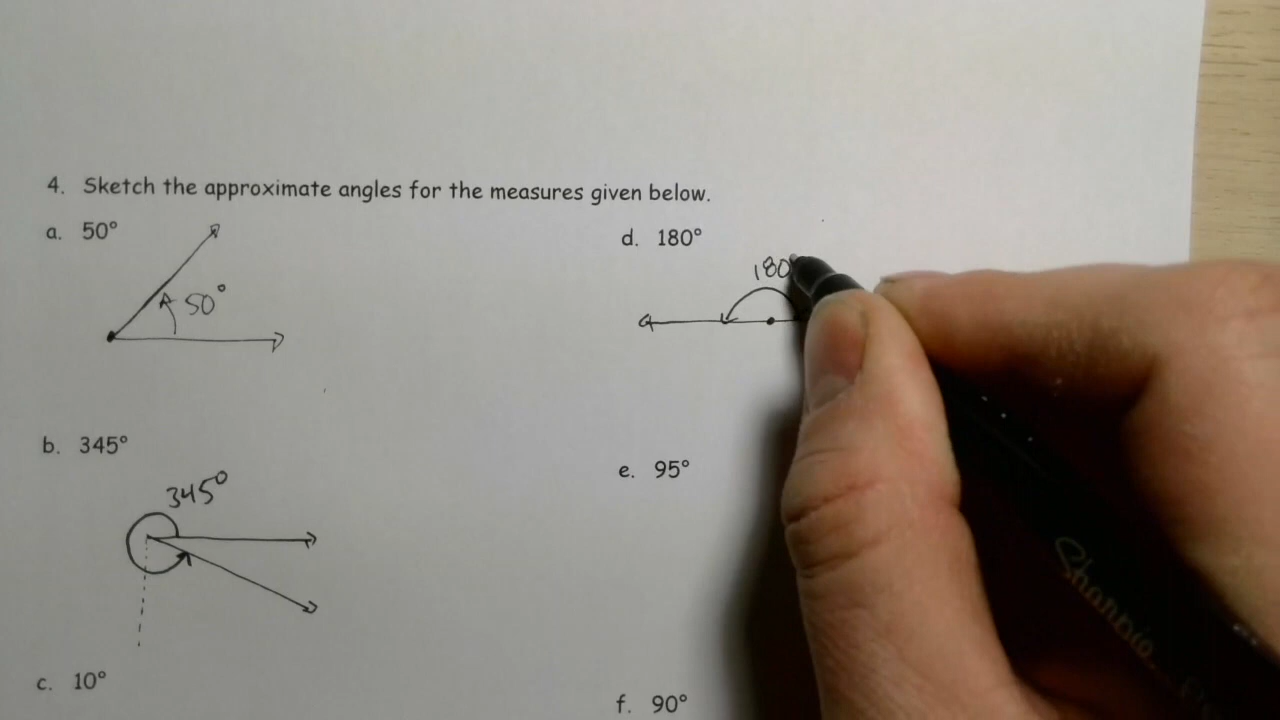 4. Sketch the approximate angles for the measures given below.
a. 50°
50°
b. 345°
345°
c. 10°
d. 180°
180
e. 95°
f. 90°